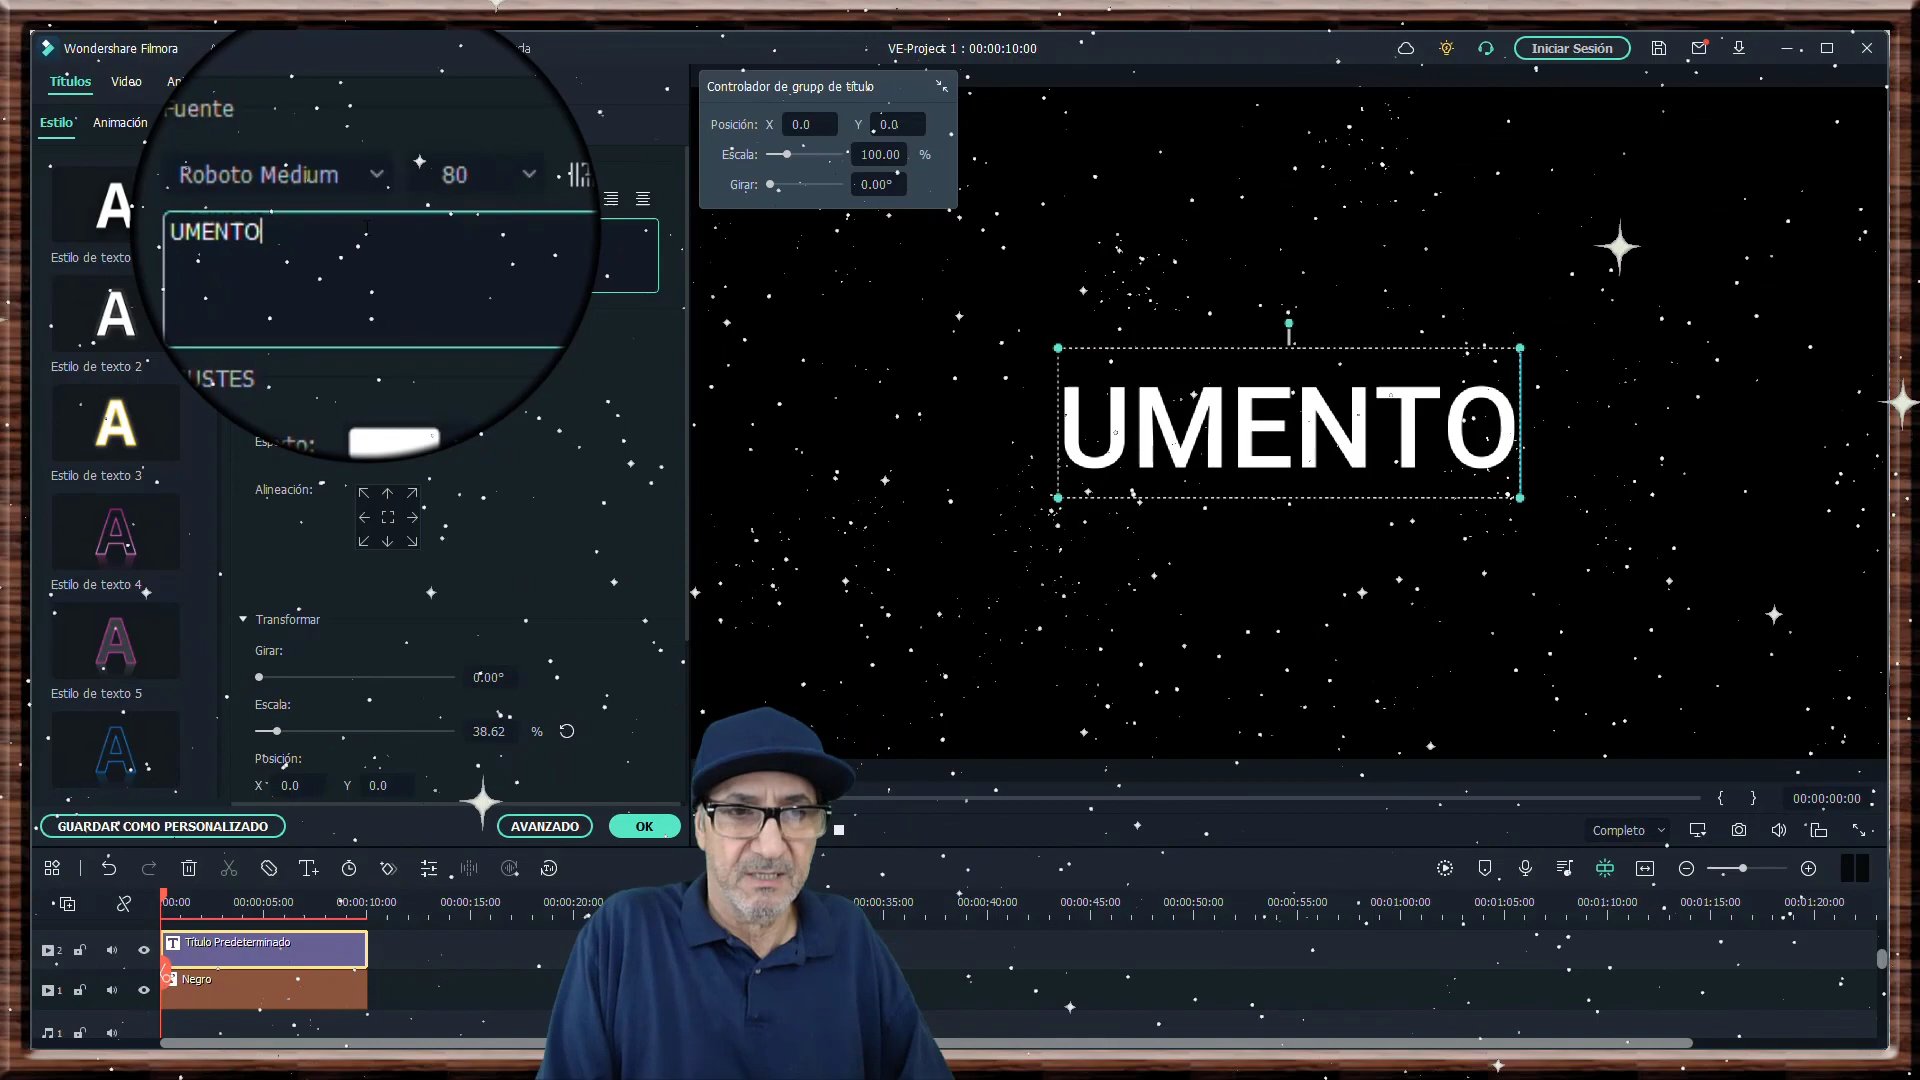 Wondershare Filmora
VE-Project 1 : 00:00:10:00
Iniciar Sesión
Títulos Video
Estilo Animación
Fuente
Roboto Medium 80
UMENTO
Estilo de texto
Estilo de texto 2
Estilo de texto 3
Estilo de texto 4
Estilo de texto 5
Alineación:
Transformar
Girar:
0.00°
Escala:
38.62 %
Posición:
X 0.0 Y 0.0
GUARDAR COMO PERSONALIZADO
AVANZADO
OK
Controlador de grupo de título
Posición: X 0.0 Y 0.0
Escala: 100.00 %
Girar: 0.00°
UMENTO
{ } 00:00:00:00
Completo
00:00 00:00:05:00 00:00:10:00 00:00:15:00 00:00:20:00 00:00:35:00 00:00:40:00 00:00:45:00 00:00:50:00 00:00:55:00 00:01:00:00 00:01:05:00 00:01:10:00 00:01:15:00 00:01:20:00
2 T Título Predeterminado
1 Negro
1